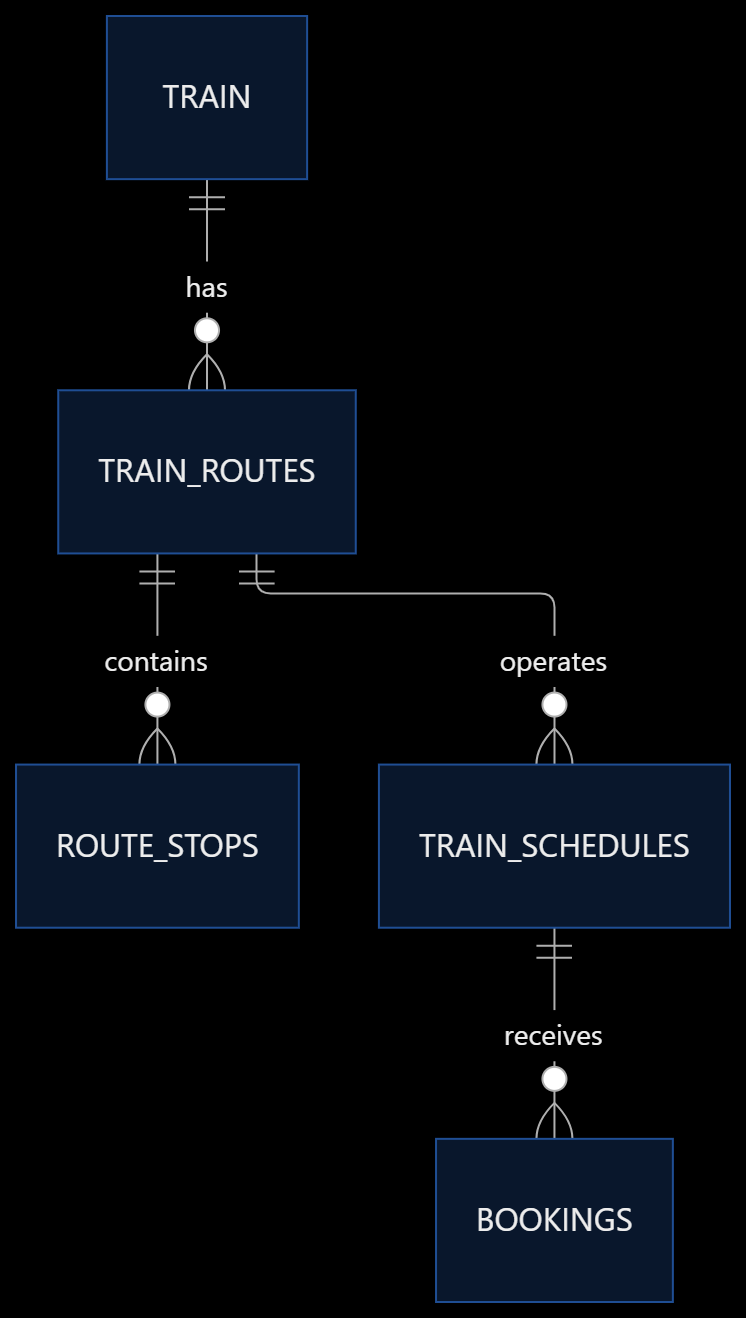 TRAIN
has
TRAIN_ROUTES
contains
operates
ROUTE_STOPS
TRAIN_SCHEDULES
receives
BOOKINGS